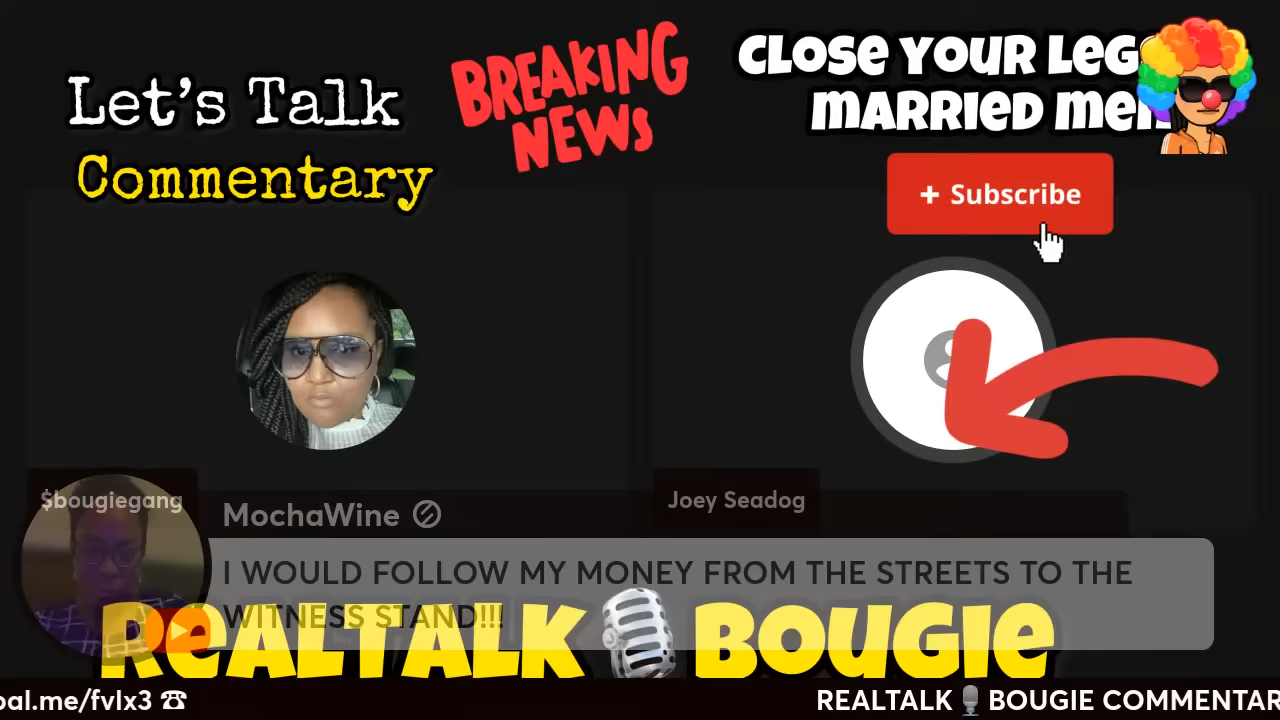 Let's Talk
Commentary
BREAKING
NEWS
CLOSE YOUR LEG
MARRIED MEN
+ Subscribe
$bougiegang
Joey Seadog
MochaWine
I WOULD FOLLOW MY MONEY FROM THE STREETS TO THE
WITNESS STAND!!!
REALTALK🎙️BOUGIE
pal.me/fvlx3 ☎
REALTALK🎙️BOUGIE COMMENTAR